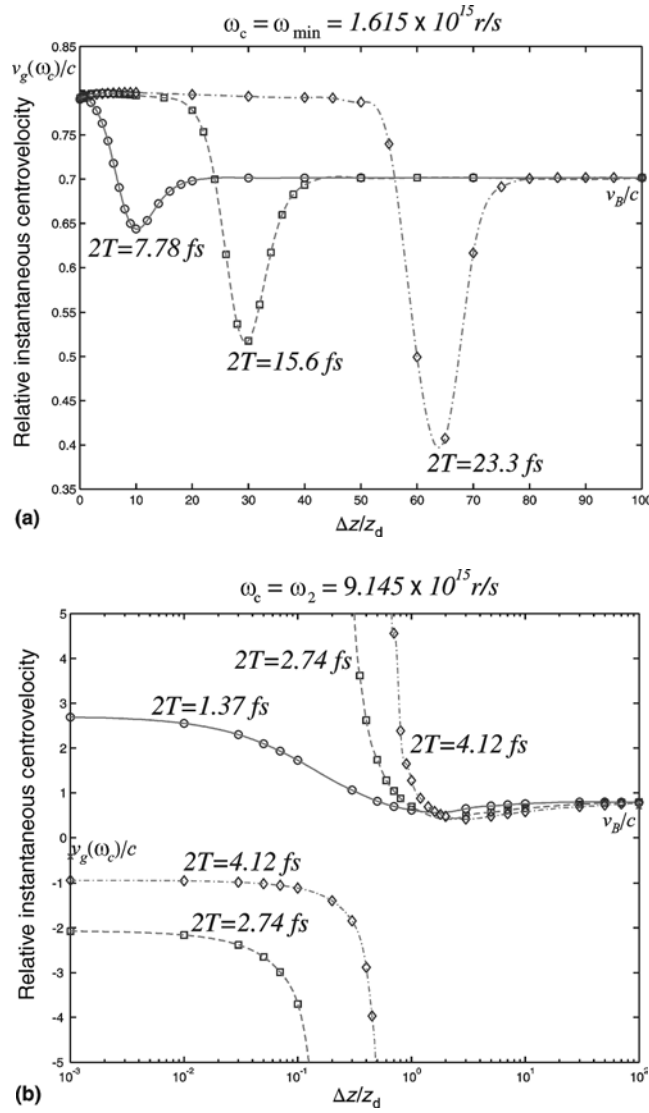 ω_c = ω_min = 1.615 x 10^15 r/s
0.85
v_g(ω_c)/c
0.80
0.75
0.70
0.65
0.60
0.55
0.50
0.45
0.4
0.35
Relative instantaneous centrovelocity
v_B/c
2T=7.78 fs
2T=15.6 fs
2T=23.3 fs
0 10 20 30 40 50 60 70 80 90 100
(a)
Δz/z_d
ω_c = ω_2 = 9.145 x 10^15 r/s
5
4
3
2
1
0
-1
-2
-3
-4
-5
Relative instantaneous centrovelocity
2T=2.74 fs
2T=1.37 fs
2T=4.12 fs
v_B/c
v_g(ω_c)/c
2T=4.12 fs
2T=2.74 fs
10^-3 10^-2 10^-1 10^0 10^1 10^2
(b)
Δz/z_d